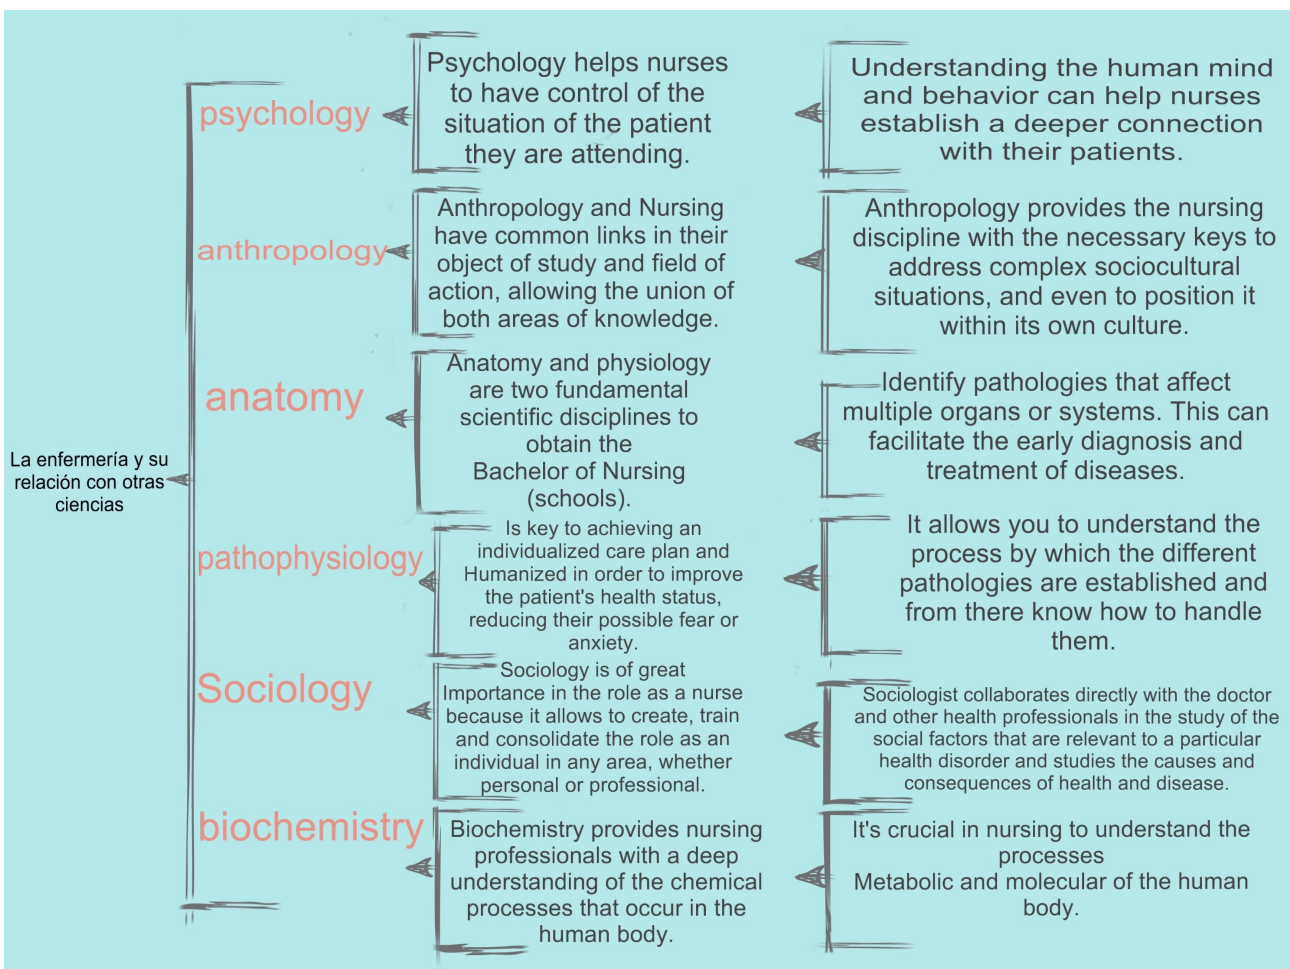 La enfermería y su
relación con otras
ciencias
psychology
Psychology helps nurses
to have control of the
situation of the patient
they are attending.
Understanding the human mind
and behavior can help nurses
establish a deeper connection
with their patients.
anthropology
Anthropology and Nursing
have common links in their
object of study and field of
action, allowing the union of
both areas of knowledge.
Anthropology provides the nursing
discipline with the necessary keys to
address complex sociocultural
situations, and even to position it
within its own culture.
anatomy
Anatomy and physiology
are two fundamental
scientific disciplines to
obtain the
Bachelor of Nursing
(schools).
Identify pathologies that affect
multiple organs or systems. This can
facilitate the early diagnosis and
treatment of diseases.
pathophysiology
Is key to achieving an
individualized care plan and
Humanized in order to improve
the patient's health status,
reducing their possible fear or
anxiety.
It allows you to understand the
process by which the different
pathologies are established and
from there know how to handle
them.
Sociology
Sociology is of great
Importance in the role as a nurse
because it allows to create, train
and consolidate the role as an
individual in any area, whether
personal or professional.
Sociologist collaborates directly with the doctor
and other health professionals in the study of the
social factors that are relevant to a particular
health disorder and studies the causes and
consequences of health and disease.
biochemistry
Biochemistry provides nursing
professionals with a deep
understanding of the chemical
processes that occur in the
human body.
It's crucial in nursing to understand the
processes
Metabolic and molecular of the human
body.